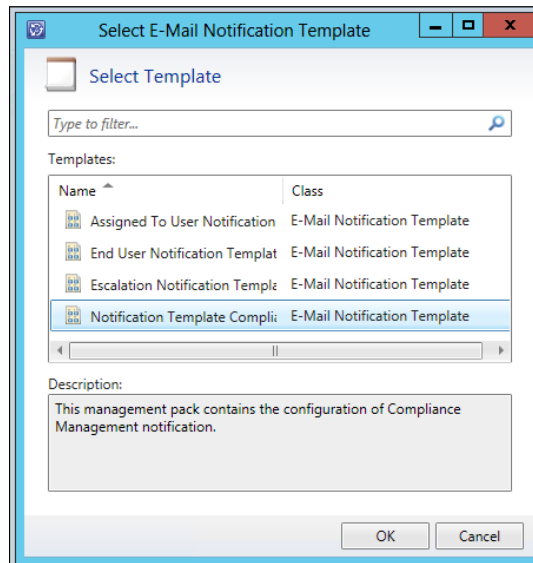 Select E-Mail Notification Template
Select Template
Type to filter...
Templates:
Name Class
Assigned To User Notification E-Mail Notification Template
End User Notification Templat E-Mail Notification Template
Escalation Notification Templa E-Mail Notification Template
Notification Template Complia E-Mail Notification Template
Description:
This management pack contains the configuration of Compliance
Management notification.
OK Cancel